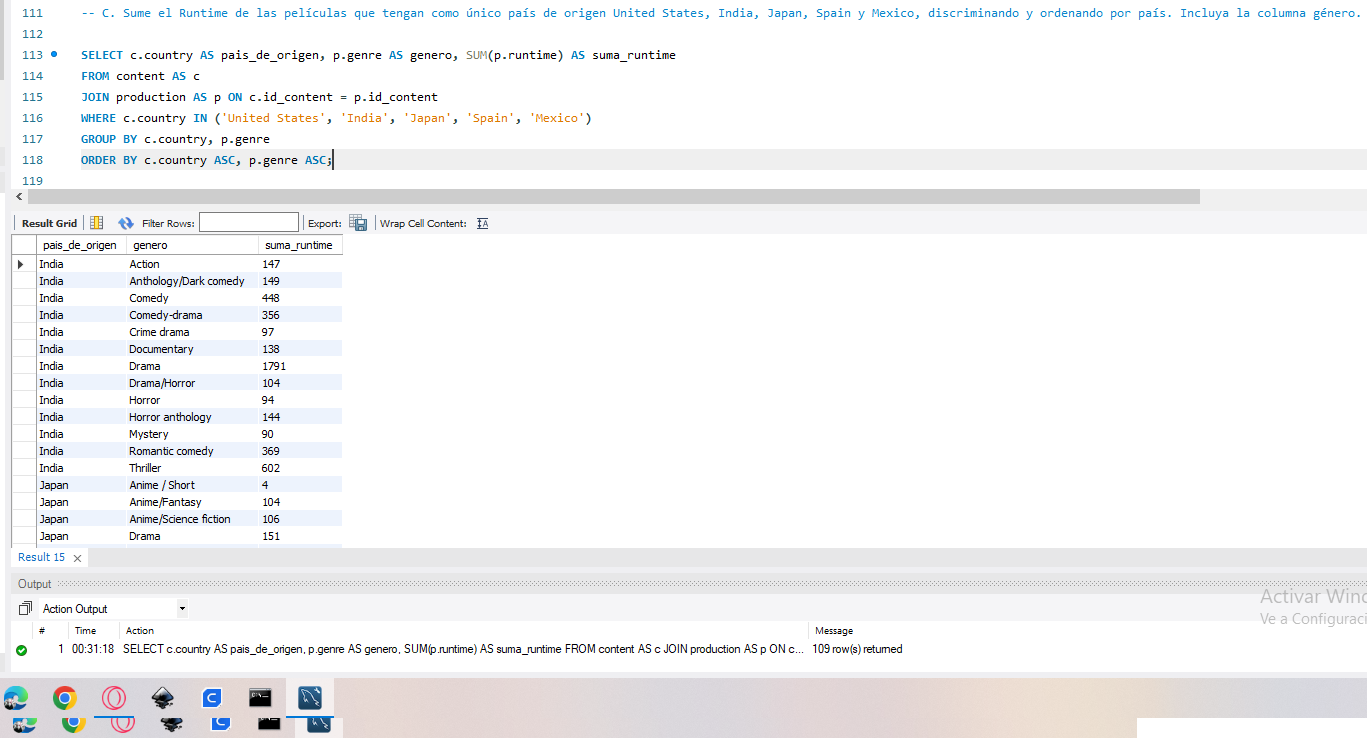 111 -- C. Sume el Runtime de las películas que tengan como único país de origen United States, India, Japan, Spain y Mexico, discriminando y ordenando por país. Incluya la columna género.
112
113 SELECT c.country AS pais_de_origen, p.genre AS genero, SUM(p.runtime) AS suma_runtime
114 FROM content AS c
115 JOIN production AS p ON c.id_content = p.id_content
116 WHERE c.country IN ('United States', 'India', 'Japan', 'Spain', 'Mexico')
117 GROUP BY c.country, p.genre
118 ORDER BY c.country ASC, p.genre ASC;
119
Result Grid Filter Rows: Export: Wrap Cell Content:
pais_de_origen genero suma_runtime
India Action 147
India Anthology/Dark comedy 149
India Comedy 448
India Comedy-drama 356
India Crime drama 97
India Documentary 138
India Drama 1791
India Drama/Horror 104
India Horror 94
India Horror anthology 144
India Mystery 90
India Romantic comedy 369
India Thriller 602
Japan Anime / Short 4
Japan Anime/Fantasy 104
Japan Anime/Science fiction 106
Japan Drama 151
Result 15
Output
Action Output
Activar Winc
Ve a Configuraci
# Time Action Message
1 00:31:18 SELECT c.country AS pais_de_origen, p.genre AS genero, SUM(p.runtime) AS suma_runtime FROM content AS c JOIN production AS p ON c... 109 row(s) returned